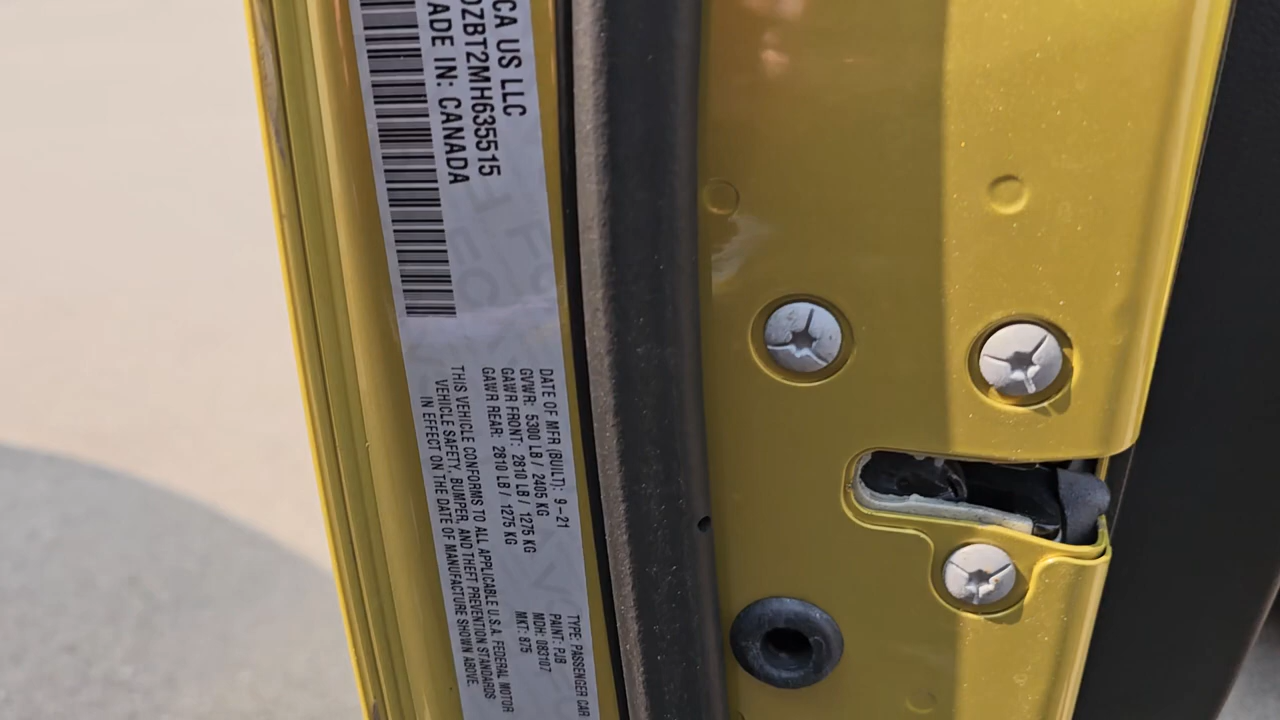 CA US LLC
DZBT2MH635515
ADE IN: CANADA
DATE OF MFR (BUILT): 9-21
GVWR: 5300 LB / 2405 KG
GAWR FRONT: 2810 LB / 1275 KG
GAWR REAR: 2810 LB / 1275 KG
THIS VEHICLE CONFORMS TO ALL APPLICABLE U.S.A. FEDERAL MOTOR
VEHICLE SAFETY, BUMPER, AND THEFT PREVENTION STANDARDS
IN EFFECT ON THE DATE OF MANUFACTURE SHOWN ABOVE.
TYPE: PASSENGER CAR
PAINT: PJB
MDH: 083107
MKT: 875